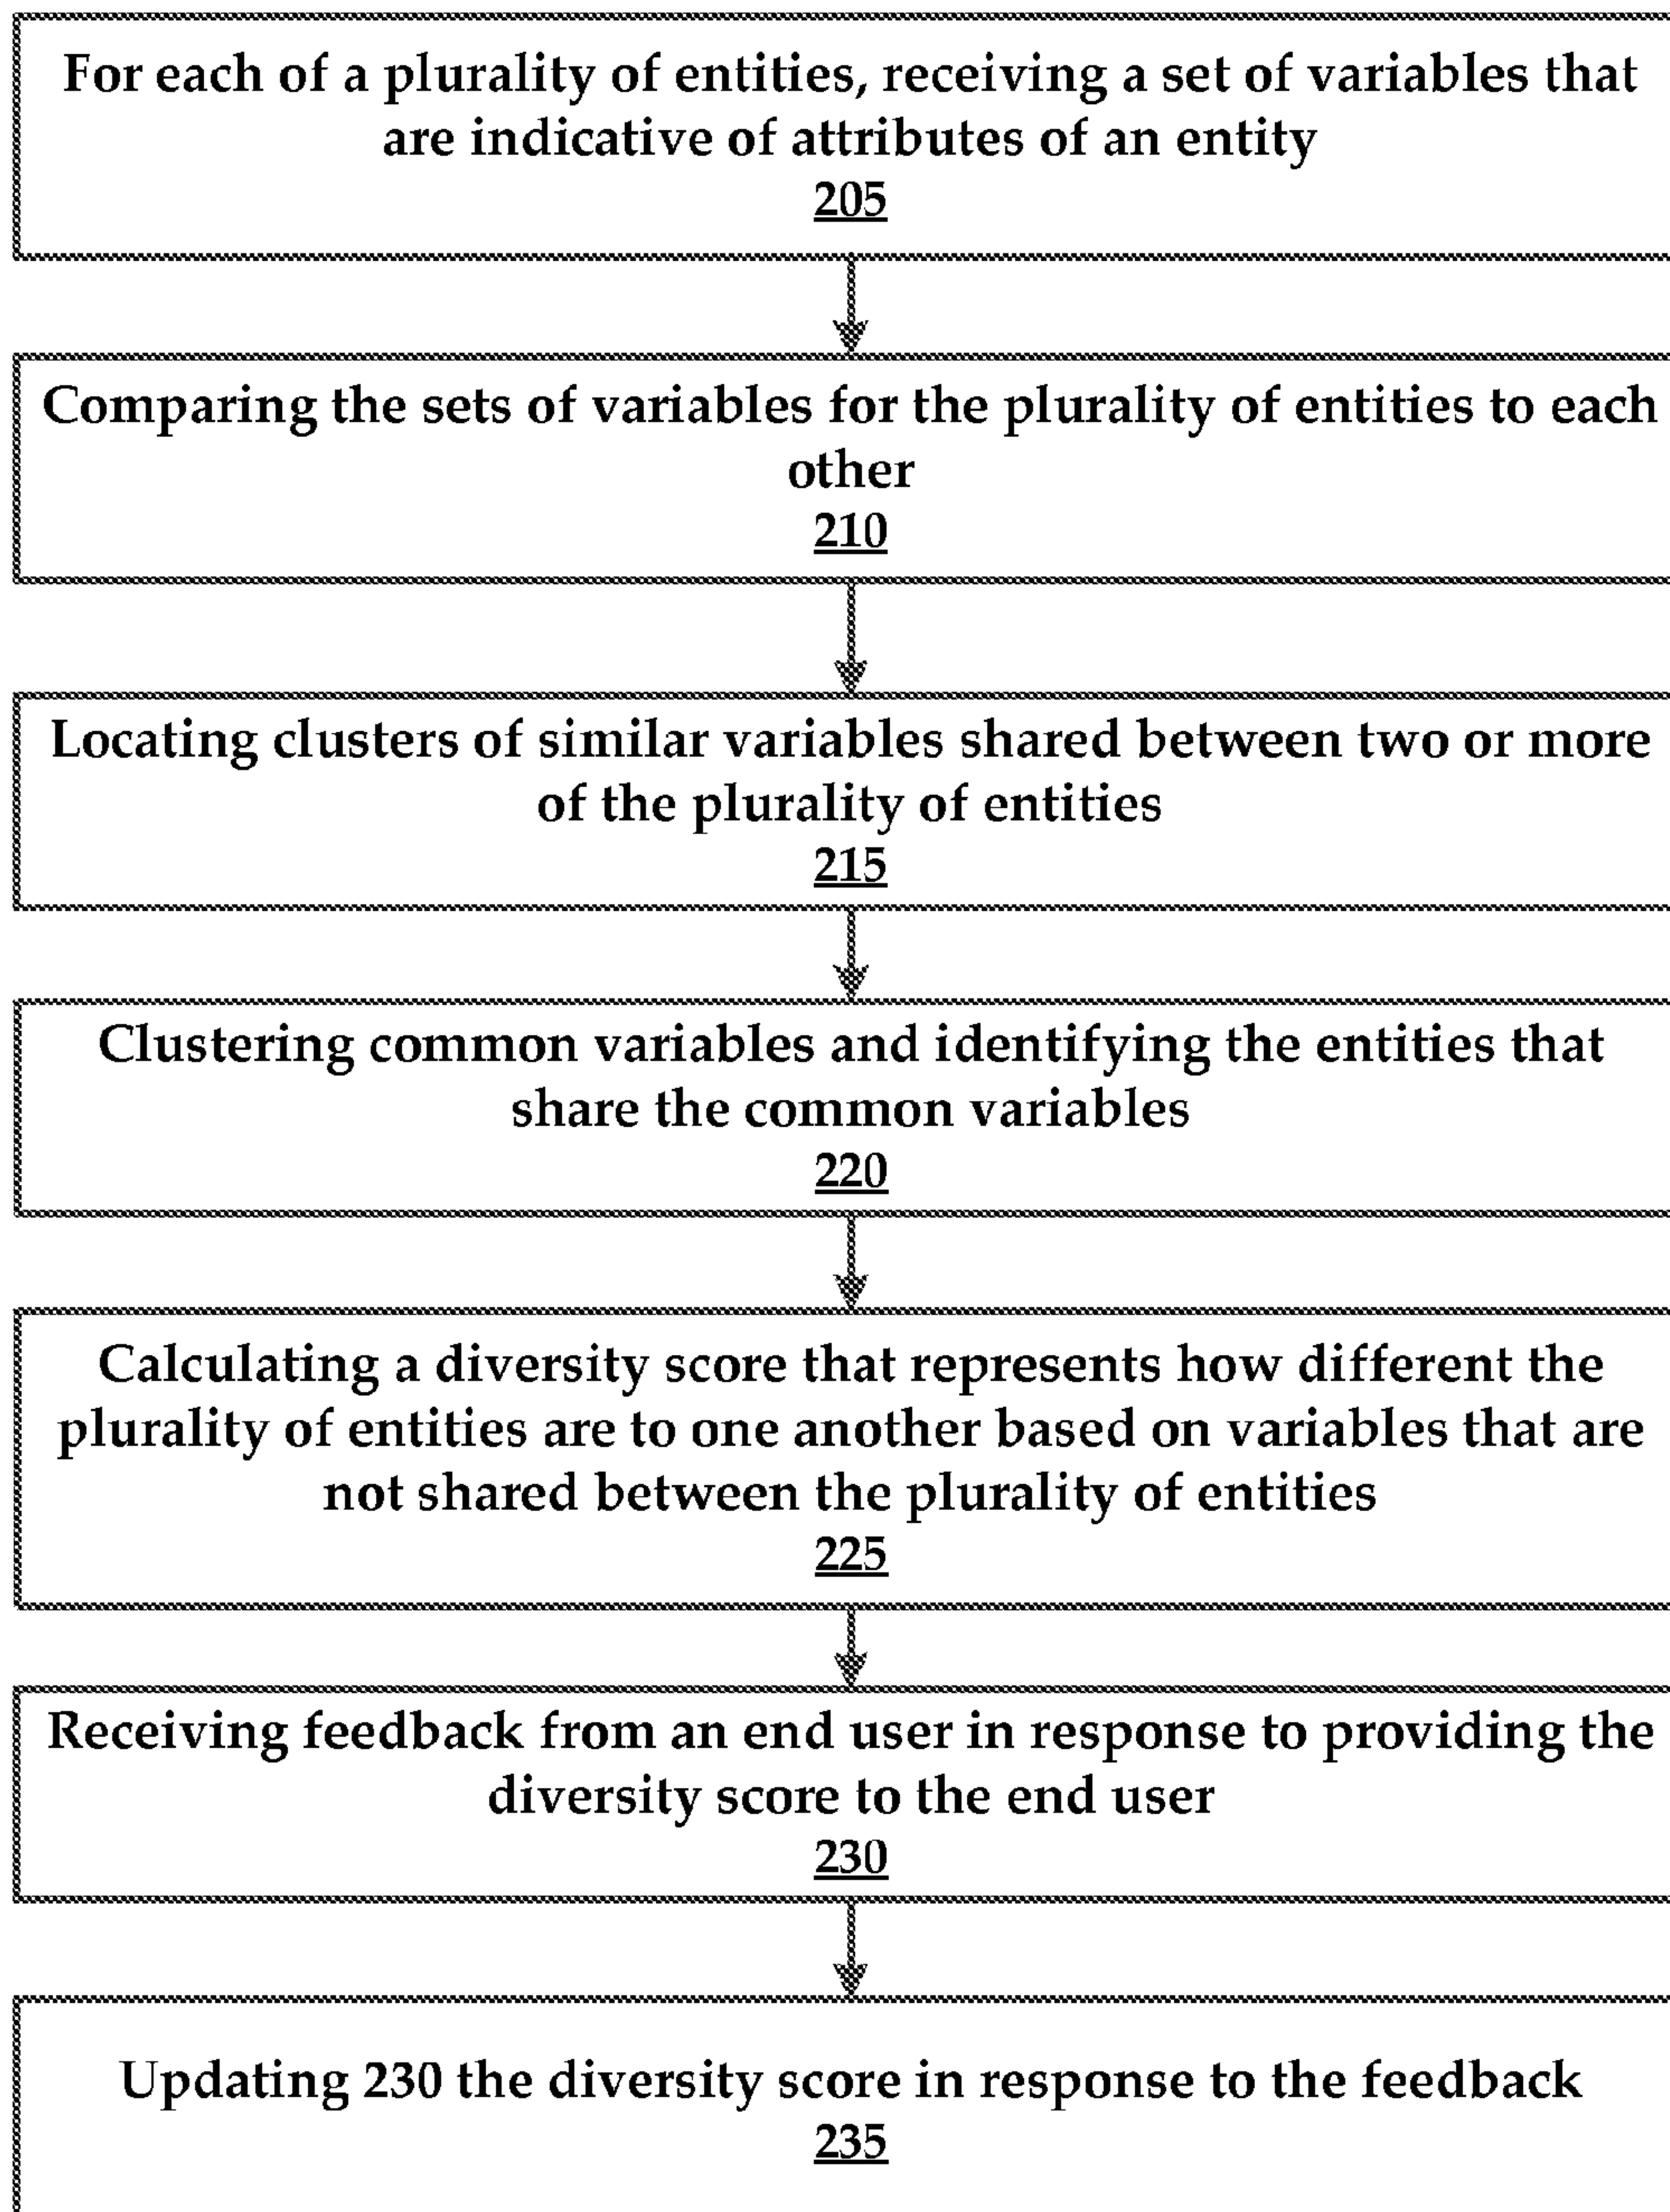 For each of a plurality of entities, receiving a set of variables that
are indicative of attributes of an entity
205
Comparing the sets of variables for the plurality of entities to each
other
210
Locating clusters of similar variables shared between two or more
of the plurality of entities
215
Clustering common variables and identifying the entities that
share the common variables
220
Calculating a diversity score that represents how different the
plurality of entities are to one another based on variables that are
not shared between the plurality of entities
225
Receiving feedback from an end user in response to providing the
diversity score to the end user
230
Updating 230 the diversity score in response to the feedback
235